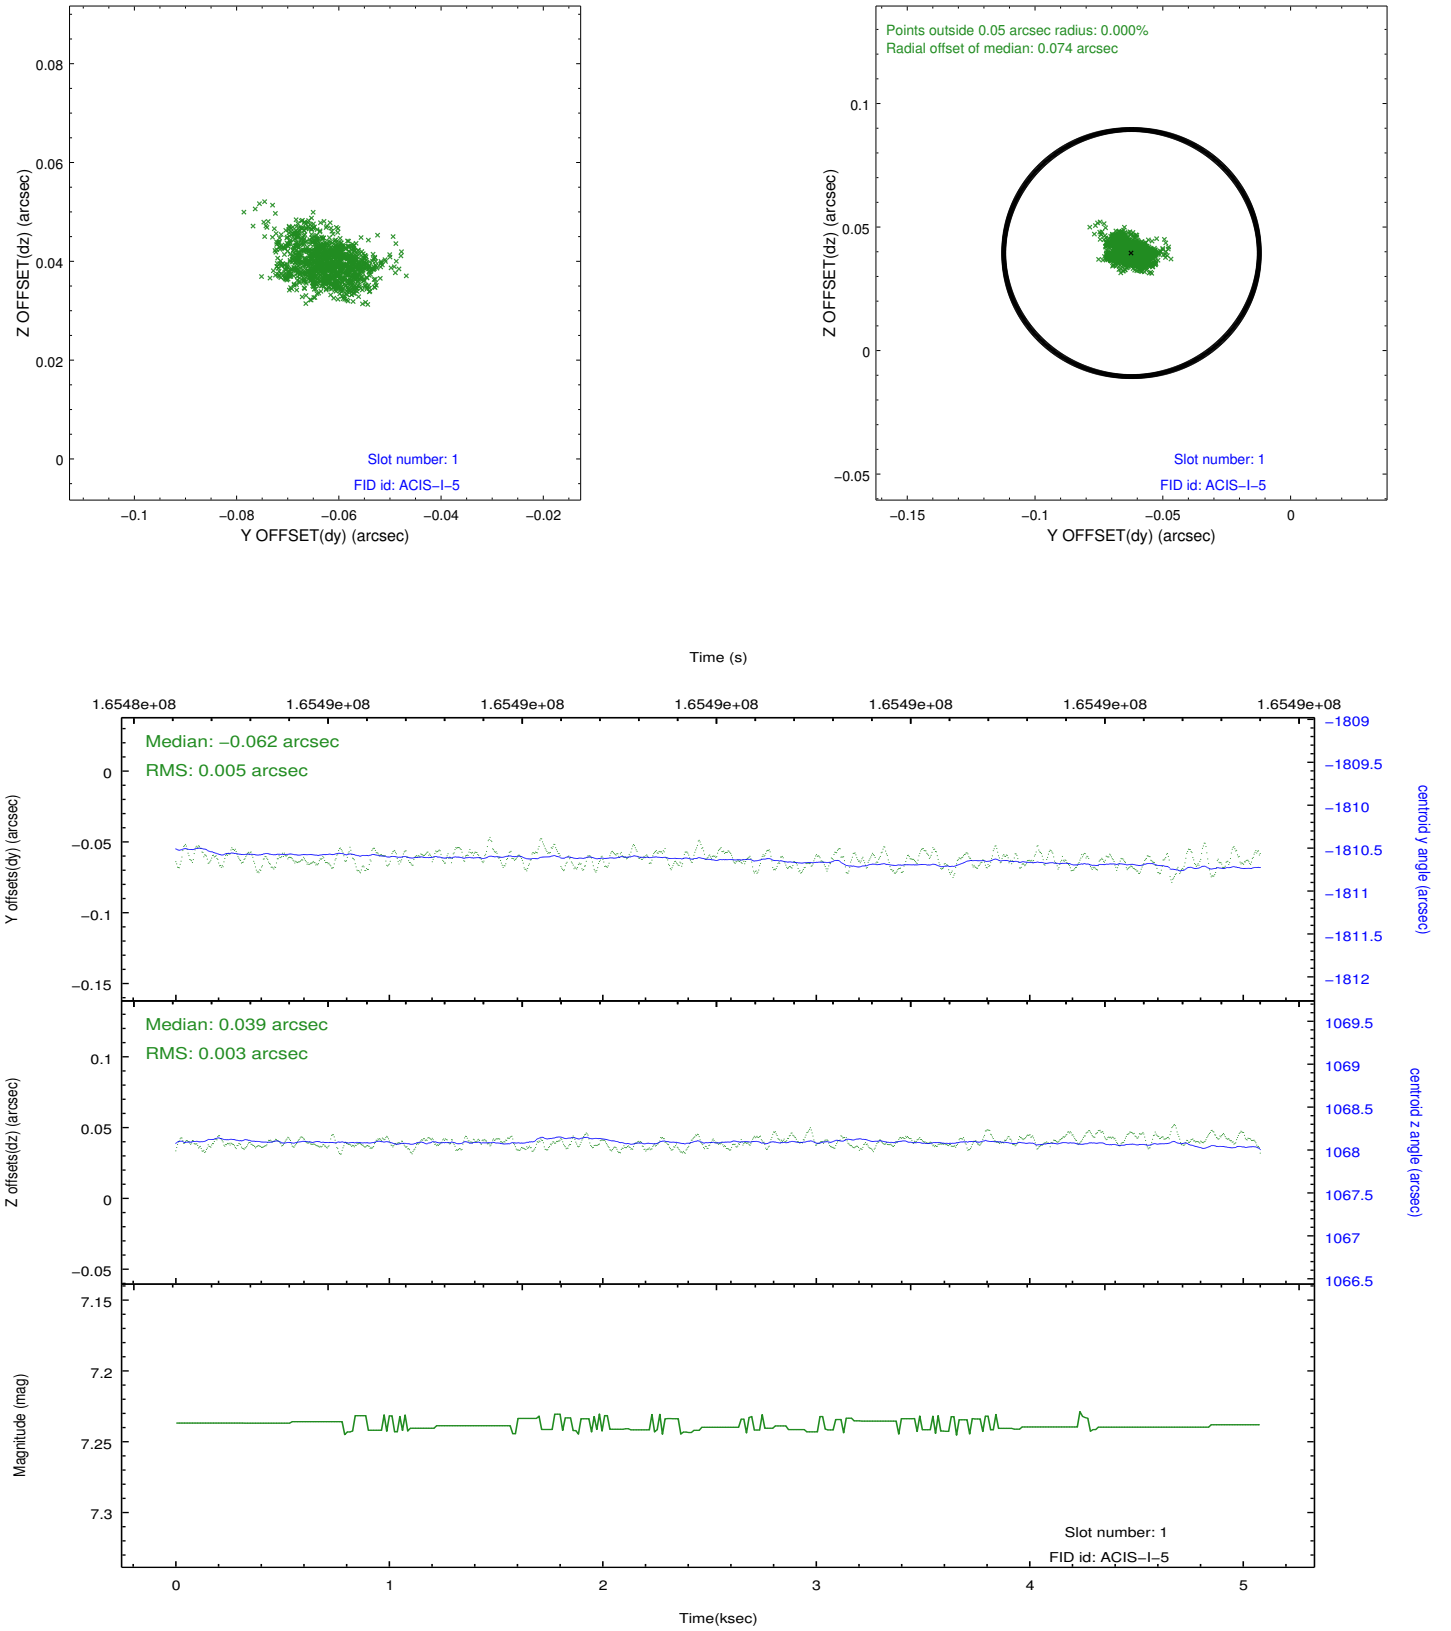 0.08
0.06
0.04
0.02
0
Z OFFSET(dz) (arcsec)
Slot number: 1
FID id: ACIS−I−5
−0.1
−0.08
−0.06
−0.04
−0.02
Y OFFSET(dy) (arcsec)
Points outside 0.05 arcsec radius: 0.000%
Radial offset of median: 0.074 arcsec
0.1
0.05
0
−0.05
Z OFFSET(dz) (arcsec)
Slot number: 1
FID id: ACIS−I−5
−0.15
−0.1
−0.05
0
Y OFFSET(dy) (arcsec)
Time (s)
1.6548e+08
1.6549e+08
1.6549e+08
1.6549e+08
1.6549e+08
1.6549e+08
1.6549e+08
Median: −0.062 arcsec
RMS: 0.005 arcsec
0
−0.05
−0.1
−0.15
Y offsets(dy) (arcsec)
−1809
−1809.5
−1810
−1810.5
−1811
−1811.5
−1812
centroid y angle (arcsec)
Median: 0.039 arcsec
RMS: 0.003 arcsec
0.1
0.05
0
−0.05
Z offsets(dz) (arcsec)
1069.5
1069
1068.5
1068
1067.5
1067
1066.5
centroid z angle (arcsec)
7.15
7.2
7.25
7.3
Magnitude (mag)
Slot number: 1
FID id: ACIS−I−5
0
1
2
3
4
5
Time(ksec)